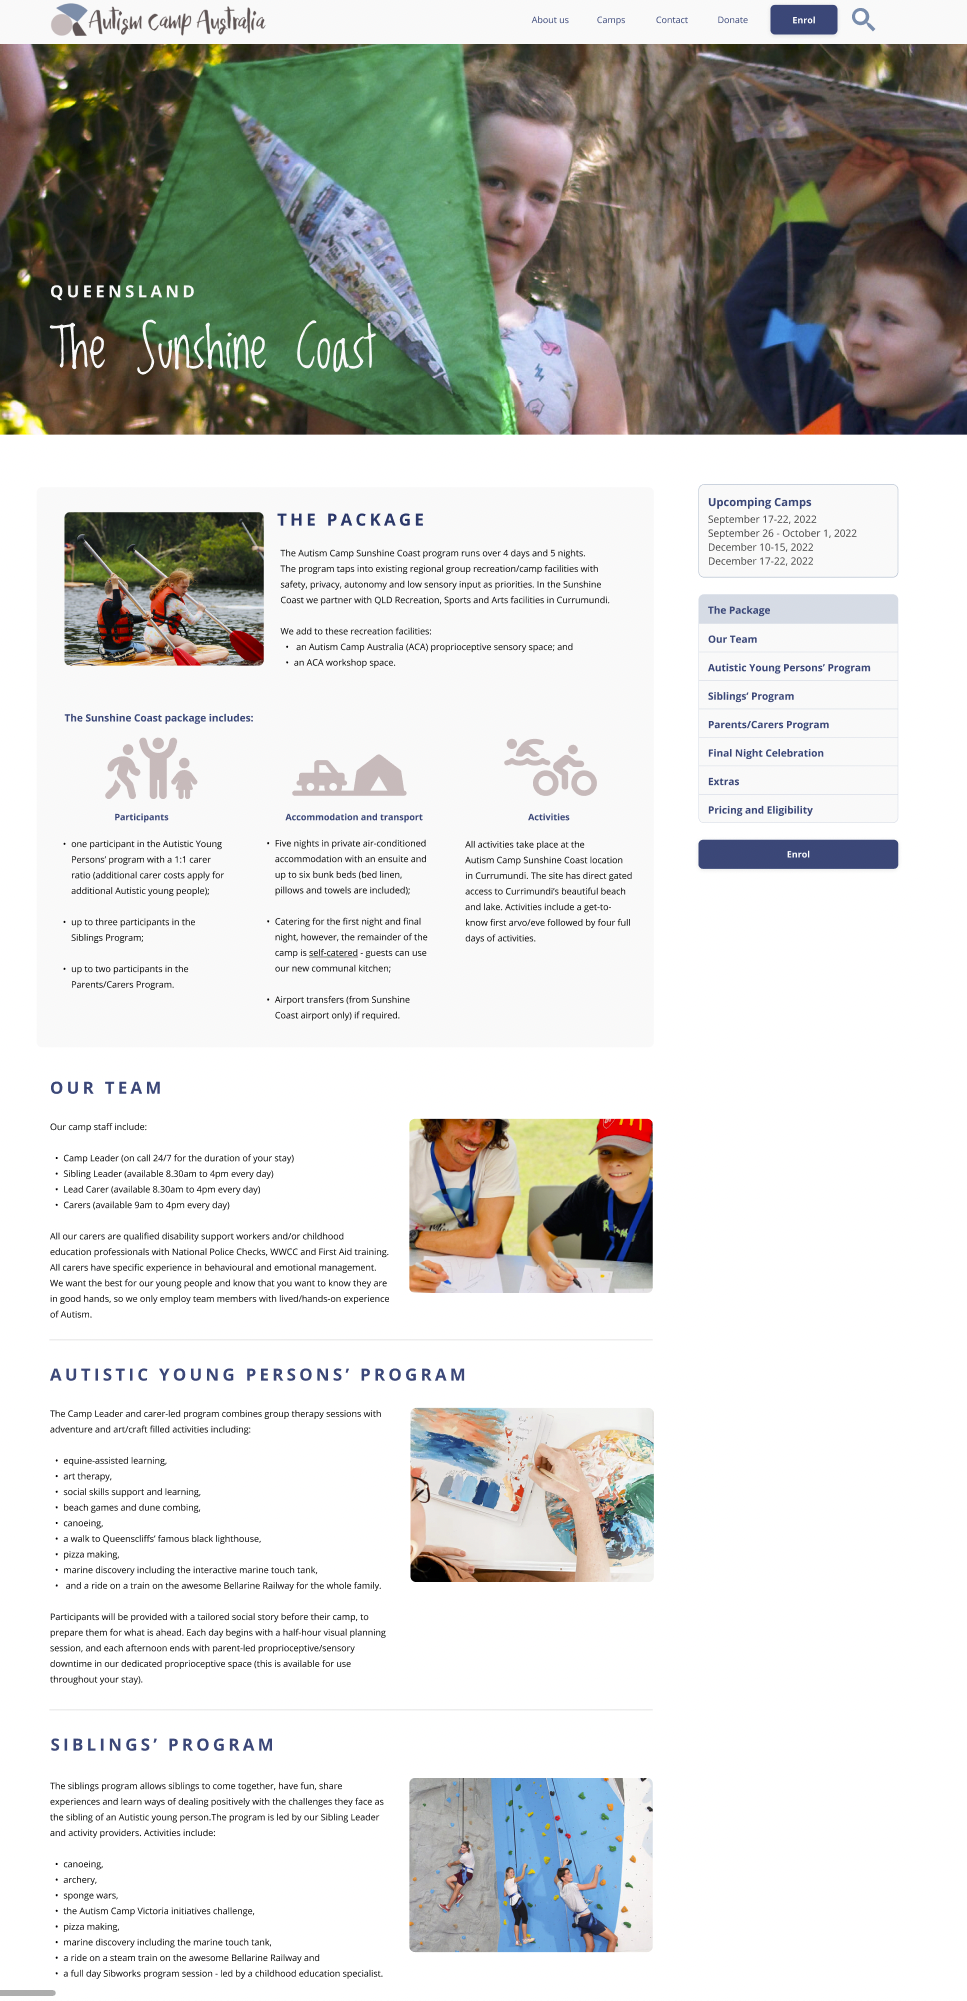 Autism Camp Australia
About us
Camps
Contact
Donate
Enrol
QUEENSLAND
The Sunshine Coast
THE PACKAGE
The Autism Camp Sunshine Coast program runs over 4 days and 5 nights.
The program taps into existing regional group recreation/camp facilities with
safety, privacy, autonomy and low sensory input as priorities. In the Sunshine
Coast we partner with QLD Recreation, Sports and Arts facilities in Currumundi.
We add to these recreation facilities:
• an Autism Camp Australia (ACA) proprioceptive sensory space; and
• an ACA workshop space.
The Sunshine Coast package includes:
Participants
• one participant in the Autistic Young
Persons' program with a 1:1 carer
ratio (additional carer costs apply for
additional Autistic young people);
• up to three participants in the
Siblings Program;
• up to two participants in the
Parents/Carers Program.
Accommodation and transport
• Five nights in private air-conditioned
accommodation with an ensuite and
up to six bunk beds (bed linen,
pillows and towels are included);
• Catering for the first night and final
night, however, the remainder of the
camp is self-catered - guests can use
our new communal kitchen;
• Airport transfers (from Sunshine
Coast airport only) if required.
Activities
All activities take place at the
Autism Camp Sunshine Coast location
in Currumundi. The site has direct gated
access to Currimundi's beautiful beach
and lake. Activities include a get-to-
know first arvo/eve followed by four full
days of activities.
Upcomping Camps
September 17-22, 2022
September 26 - October 1, 2022
December 10-15, 2022
December 17-22, 2022
The Package
Our Team
Autistic Young Persons' Program
Siblings' Program
Parents/Carers Program
Final Night Celebration
Extras
Pricing and Eligibility
Enrol
OUR TEAM
Our camp staff include:
• Camp Leader (on call 24/7 for the duration of your stay)
• Sibling Leader (available 8.30am to 4pm every day)
• Lead Carer (available 8.30am to 4pm every day)
• Carers (available 9am to 4pm every day)
All our carers are qualified disability support workers and/or childhood
education professionals with National Police Checks, WWCC and First Aid training.
All carers have specific experience in behavioural and emotional management.
We want the best for our young people and know that you want to know they are
in good hands, so we only employ team members with lived/hands-on experience
of Autism.
AUTISTIC YOUNG PERSONS' PROGRAM
The Camp Leader and carer-led program combines group therapy sessions with
adventure and art/craft filled activities including:
• equine-assisted learning,
• art therapy,
• social skills support and learning,
• beach games and dune combing,
• canoeing,
• a walk to Queenscliffs' famous black lighthouse,
• pizza making,
• marine discovery including the interactive marine touch tank,
• and a ride on a train on the awesome Bellarine Railway for the whole family.
Participants will be provided with a tailored social story before their camp, to
prepare them for what is ahead. Each day begins with a half-hour visual planning
session, and each afternoon ends with parent-led proprioceptive/sensory
downtime in our dedicated proprioceptive space (this is available for use
throughout your stay).
SIBLINGS' PROGRAM
The siblings program allows siblings to come together, have fun, share
experiences and learn ways of dealing positively with the challenges they face as
the sibling of an Autistic young person.The program is led by our Sibling Leader
and activity providers. Activities include:
• canoeing,
• archery,
• sponge wars,
• the Autism Camp Victoria initiatives challenge,
• pizza making,
• marine discovery including the marine touch tank,
• a ride on a steam train on the awesome Bellarine Railway and
• a full day Sibworks program session - led by a childhood education specialist.